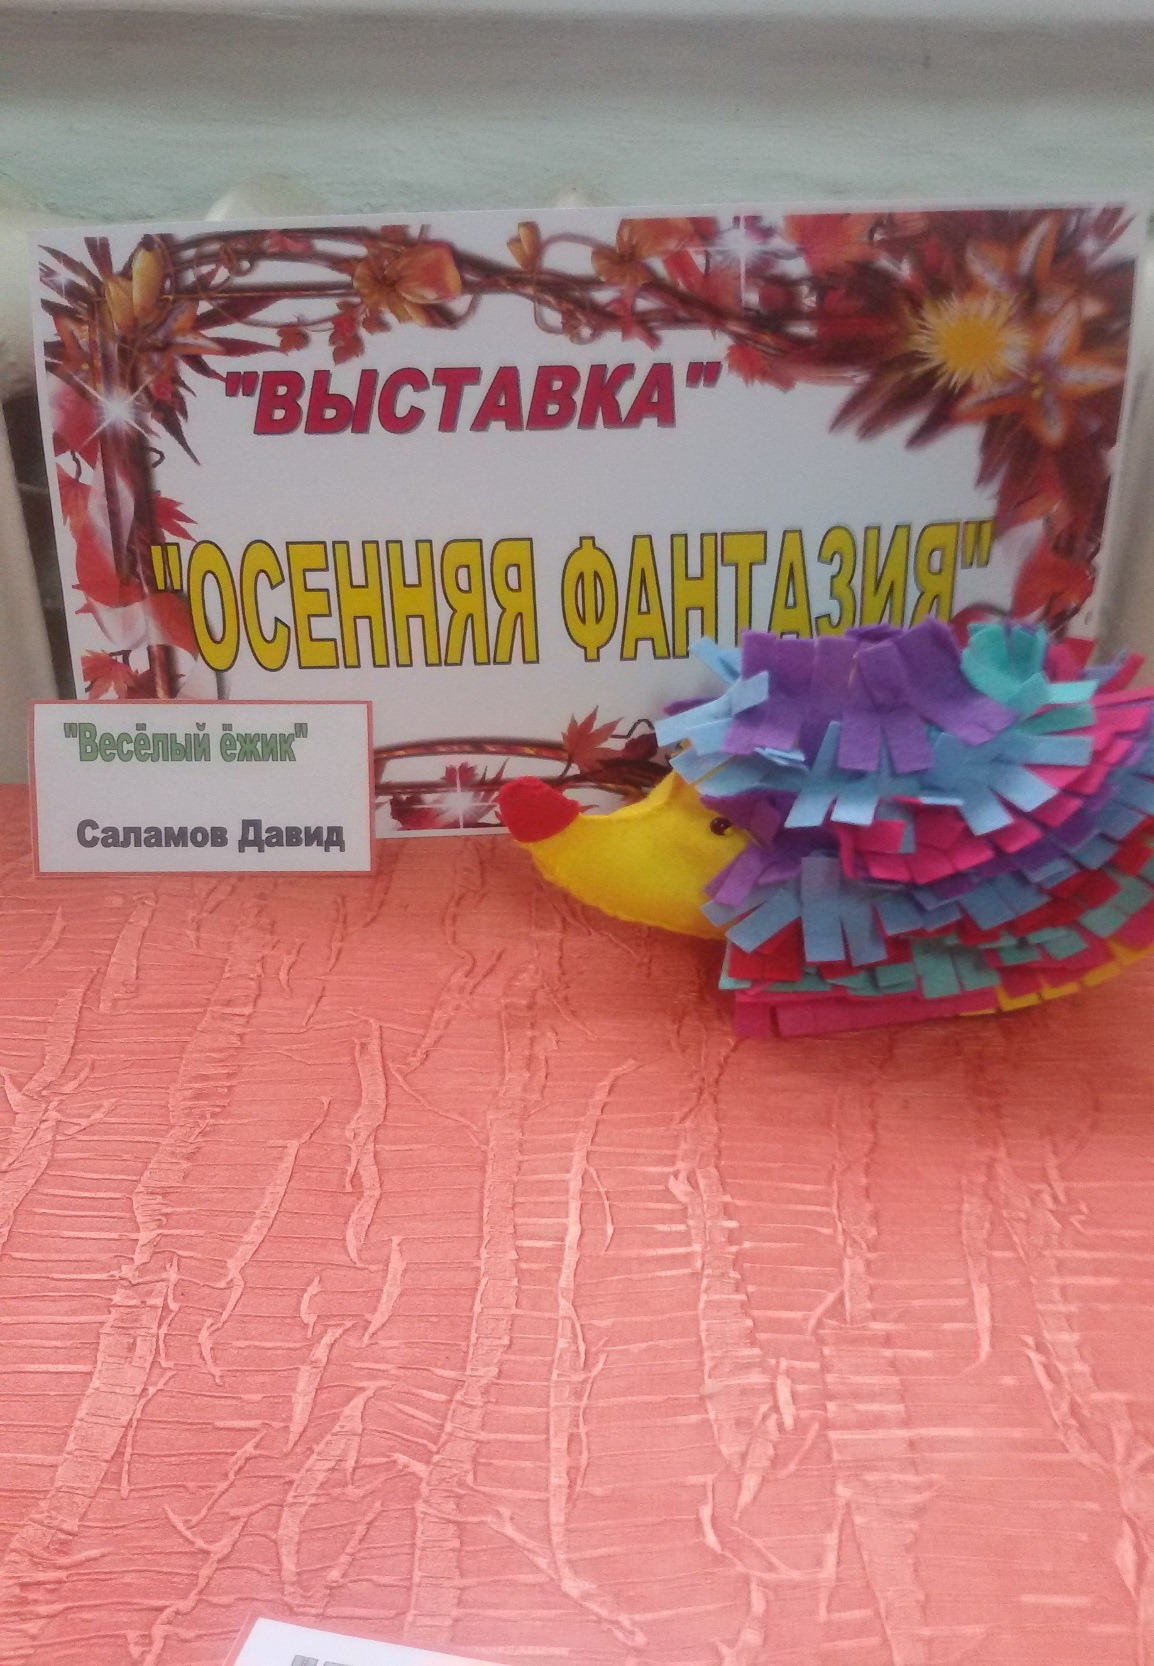 "ВЫСТАВКА"
"ОСЕННЯЯ ФАНТАЗИЯ"
"Весёлый ёжик"
Саламов Давид